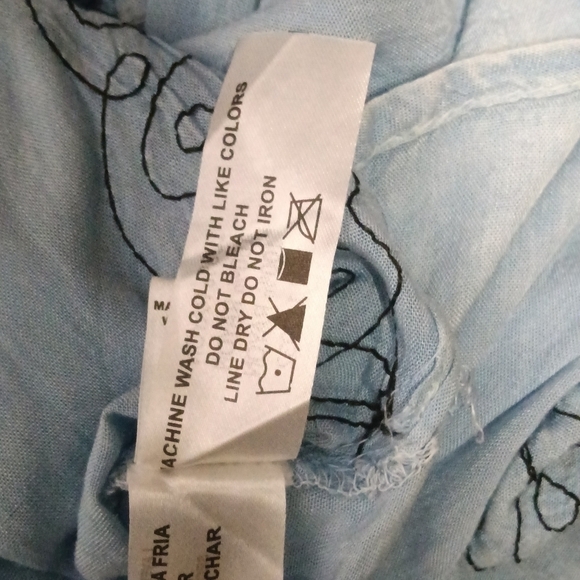 MACHINE WASH COLD WITH LIKE COLORS
DO NOT BLEACH
LINE DRY DO NOT IRON
A FRIA
CHAR